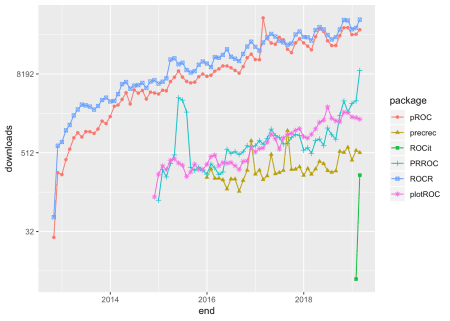 8192
512
32
downloads
2014
2016
2018
end
package
pROC
precrec
ROCit
PRROC
ROCR
plotROC